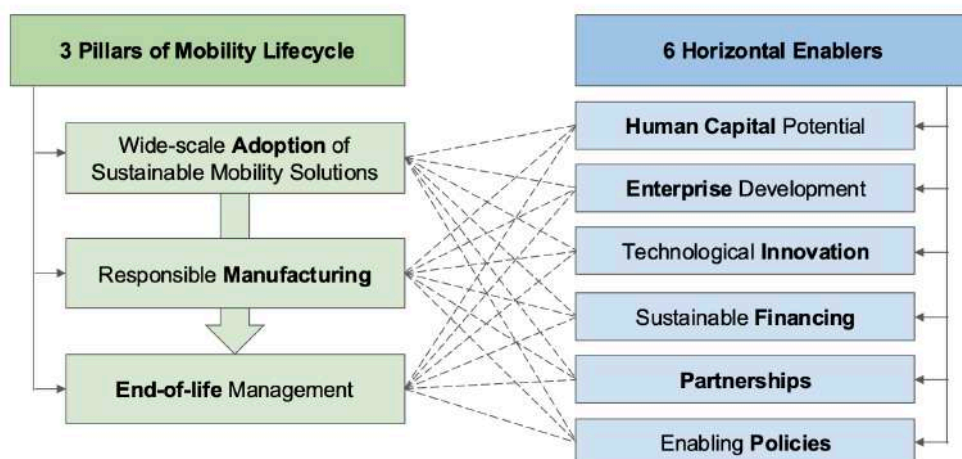 3 Pillars of Mobility Lifecycle
Wide-scale Adoption of
Sustainable Mobility Solutions
Responsible Manufacturing
End-of-life Management
6 Horizontal Enablers
Human Capital Potential
Enterprise Development
Technological Innovation
Sustainable Financing
Partnerships
Enabling Policies